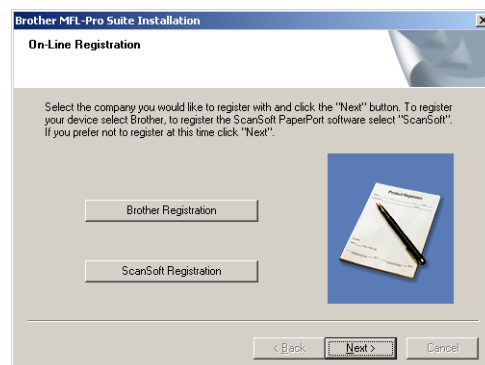 Brother MFL-Pro Suite Installation
On-Line Registration
Select the company you would like to register with and click the "Next" button. To register
your device select Brother, to register the ScanSoft PaperPort software select "ScanSoft".
If you prefer not to register at this time click "Next".
Product Registration
Brother Registration
ScanSoft Registration
< Back
Next >
Cancel